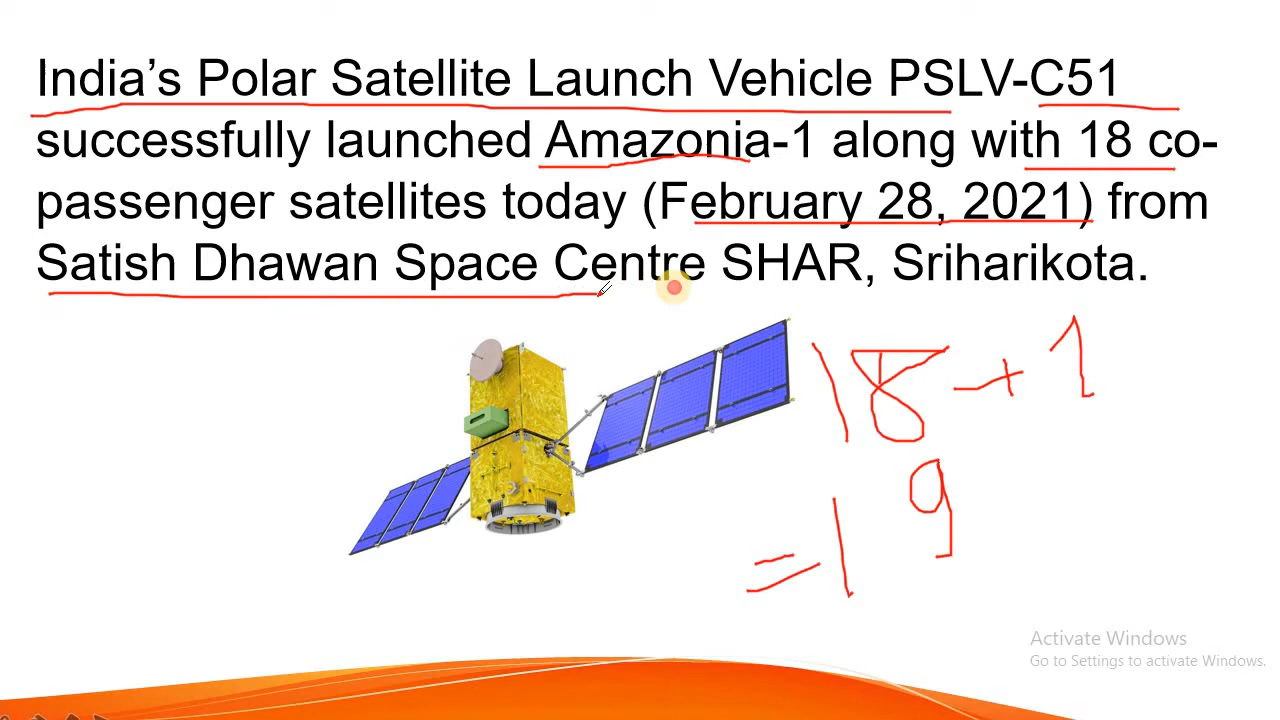 India’s Polar Satellite Launch Vehicle PSLV-C51
successfully launched Amazonia-1 along with 18 co-
passenger satellites today (February 28, 2021) from
Satish Dhawan Space Centre SHAR, Sriharikota.
18+1
=19
Activate Windows
Go to Settings to activate Windows.